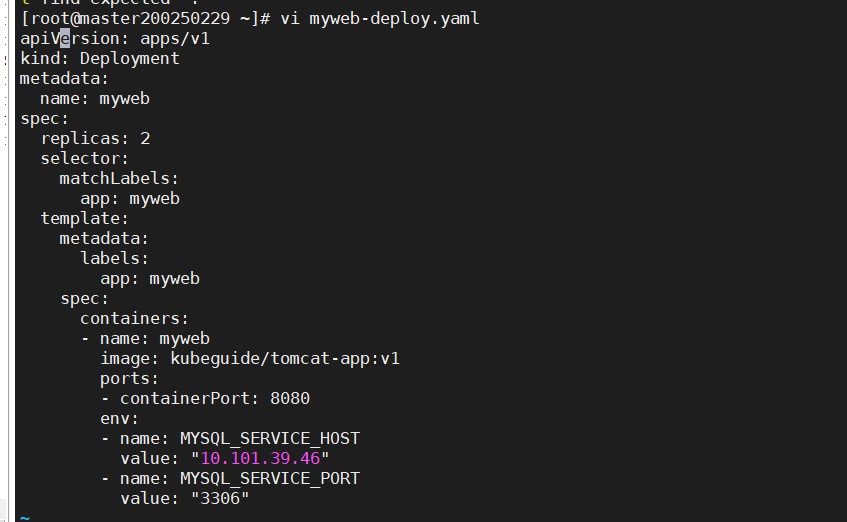 t find expected ':'
[root@master200250229 ~]# vi myweb-deploy.yaml
apiVersion: apps/v1
kind: Deployment
metadata:
  name: myweb
spec:
  replicas: 2
  selector:
    matchLabels:
      app: myweb
  template:
    metadata:
      labels:
        app: myweb
    spec:
      containers:
      - name: myweb
        image: kubeguide/tomcat-app:v1
        ports:
        - containerPort: 8080
        env:
        - name: MYSQL_SERVICE_HOST
          value: "10.101.39.46"
        - name: MYSQL_SERVICE_PORT
          value: "3306"
~